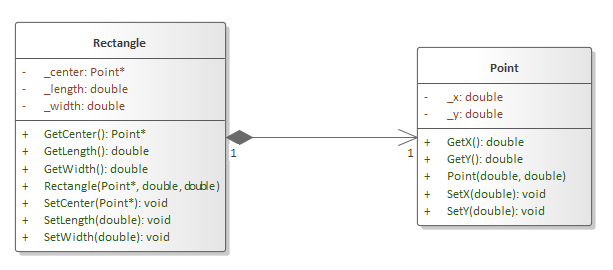 Rectangle
- _center: Point*
- _length: double
- _width: double
+ GetCenter(): Point*
+ GetLength(): double
+ GetWidth(): double
+ Rectangle(Point*, double, double)
+ SetCenter(Point*): void
+ SetLength(double): void
+ SetWidth(double): void
1
1
Point
- _x: double
- _y: double
+ GetX(): double
+ GetY(): double
+ Point(double, double)
+ SetX(double): void
+ SetY(double): void